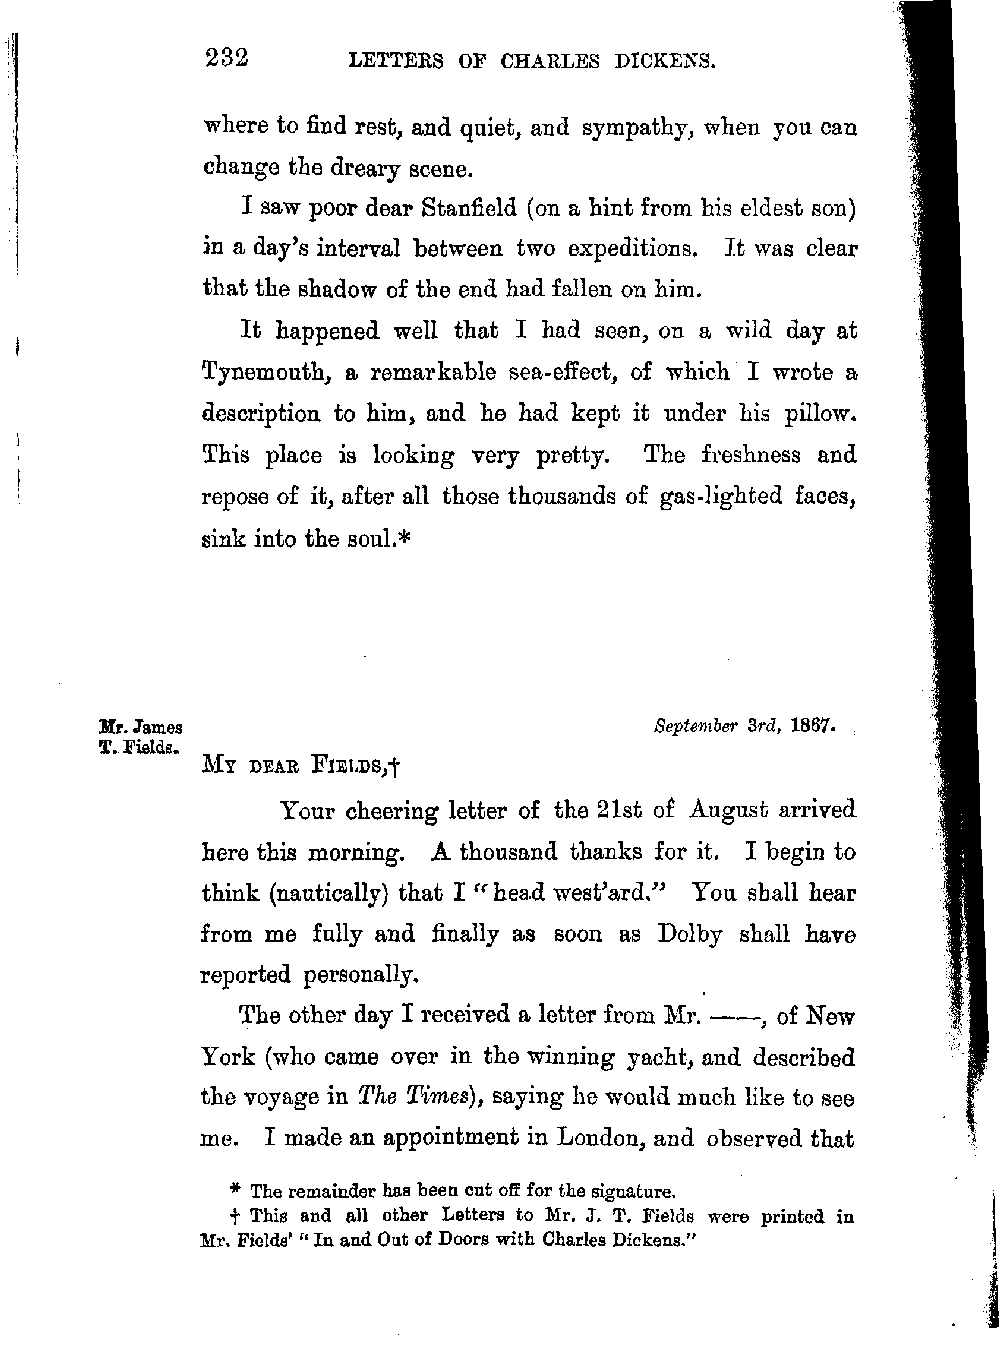 232 LETTERS OF CHARLES DICKENS.
where to find rest, and quiet, and sympathy, when you can
change the dreary scene.
I saw poor dear Stanfield (on a hint from his eldest son)
in a day's interval between two expeditions. It was clear
that the shadow of the end had fallen on him.
It happened well that I had seen, on a wild day at
Tynemouth, a remarkable sea-effect, of which I wrote a
description to him, and he had kept it under his pillow.
This place is looking very pretty. The freshness and
repose of it, after all those thousands of gas-lighted faces,
sink into the soul.*
Mr. James
T. Fields.
September 3rd, 1867.
MY DEAR FIELDS,†
Your cheering letter of the 21st of August arrived
here this morning. A thousand thanks for it. I begin to
think (nautically) that I "head west'ard." You shall hear
from me fully and finally as soon as Dolby shall have
reported personally.
The other day I received a letter from Mr. ——, of New
York (who came over in the winning yacht, and described
the voyage in The Times), saying he would much like to see
me. I made an appointment in London, and observed that
* The remainder has been cut off for the signature.
† This and all other Letters to Mr. J. T. Fields were printed in
Mr. Fields' "In and Out of Doors with Charles Dickens."